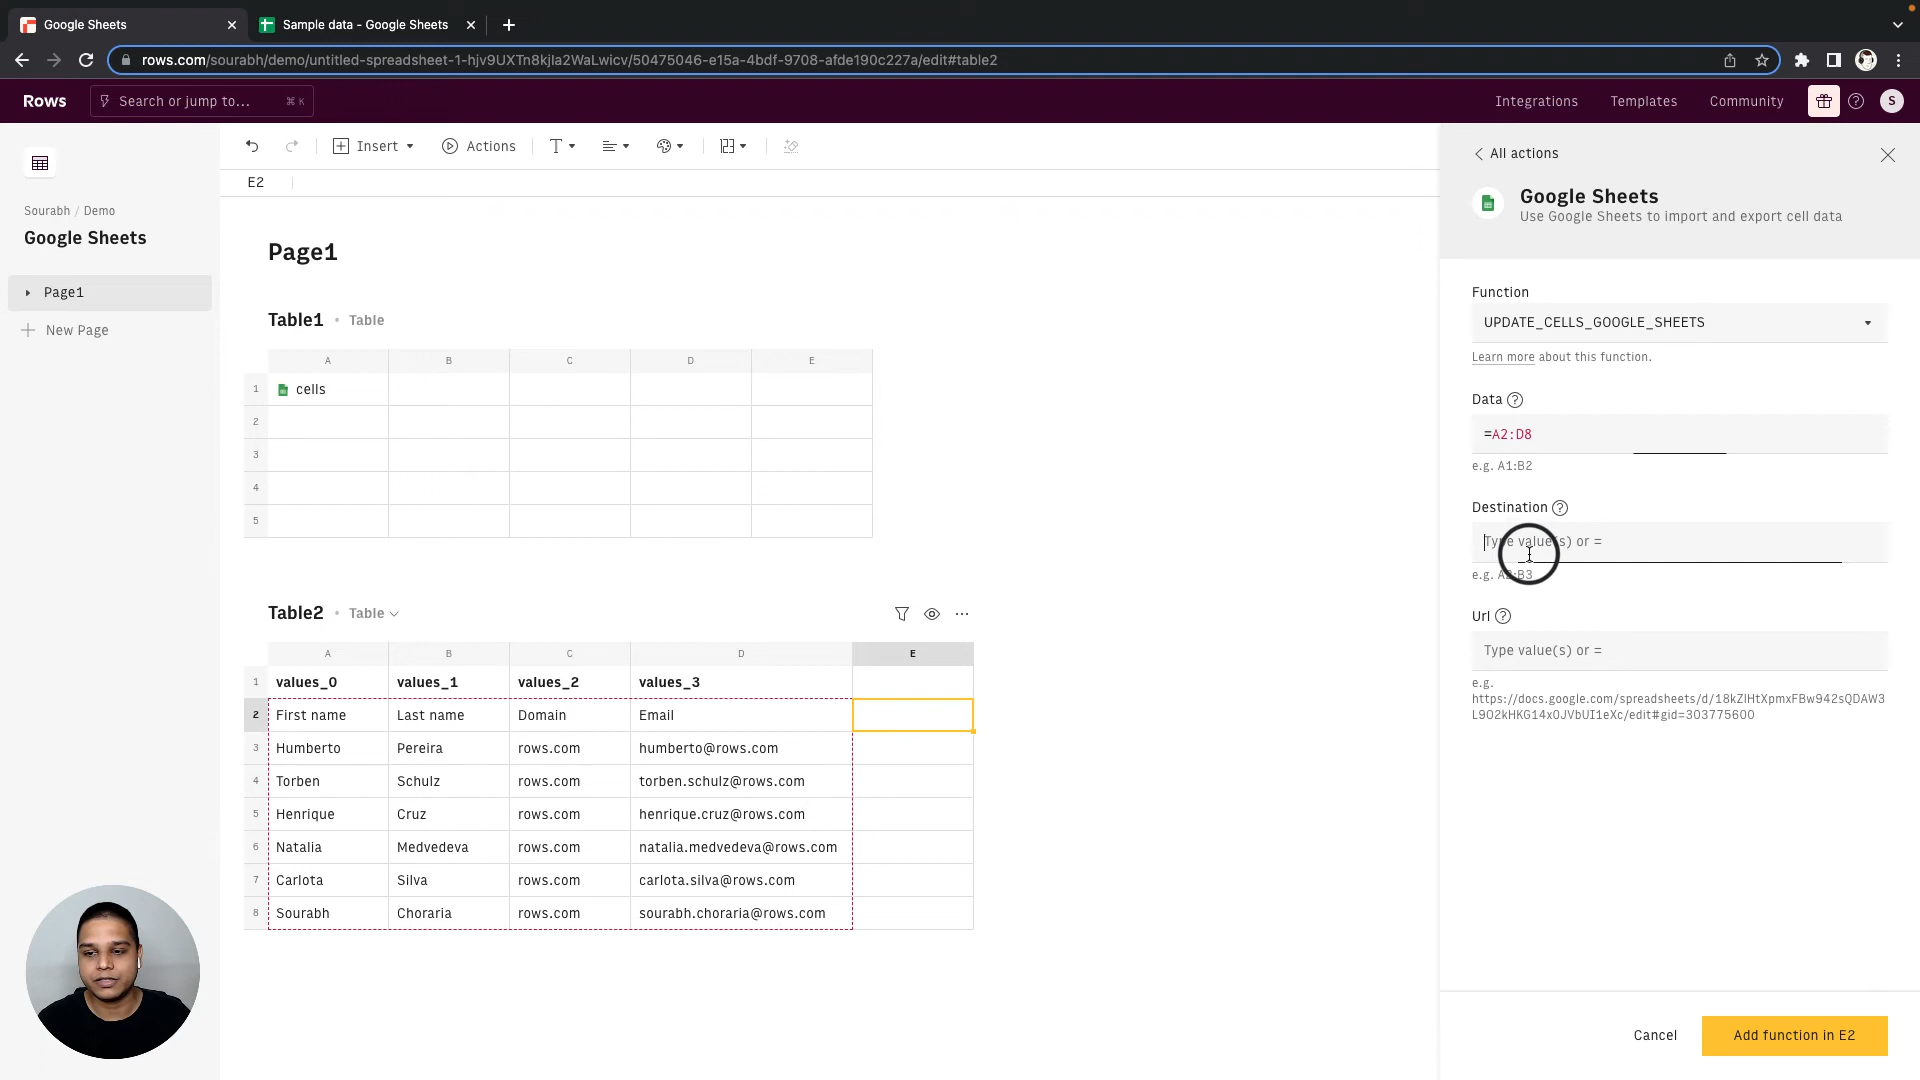 Google Sheets
Sample data - Google Sheets
rows.com/sourabh/demo/untitled-spreadsheet-1-hjv9UXTn8kjla2WaLwicv/50475046-e15a-4bdf-9708-afde190c227a/edit#table2
Rows
Search or jump to... ⌘ K
Integrations
Templates
Community
S
Insert
Actions
E2
Sourabh / Demo
Google Sheets
Page1
New Page
Page1
Table1 • Table
A B C D E
1 cells
2
3
4
5
Table2 • Table
A B C D E
1 values_0 values_1 values_2 values_3
2 First name Last name Domain Email
3 Humberto Pereira rows.com humberto@rows.com
4 Torben Schulz rows.com torben.schulz@rows.com
5 Henrique Cruz rows.com henrique.cruz@rows.com
6 Natalia Medvedeva rows.com natalia.medvedeva@rows.com
7 Carlota Silva rows.com carlota.silva@rows.com
8 Sourabh Choraria rows.com sourabh.choraria@rows.com
All actions
Google Sheets
Use Google Sheets to import and export cell data
Function
UPDATE_CELLS_GOOGLE_SHEETS
Learn more about this function.
Data ?
=A2:D8
e.g. A1:B2
Destination ?
Type value(s) or =
e.g. A2:B3
Url ?
Type value(s) or =
e.g.
https://docs.google.com/spreadsheets/d/18kZIHtXpmxFBw942sQDAW3
L9O2kHKG14x0JVbUI1eXc/edit#gid=303775600
Cancel
Add function in E2